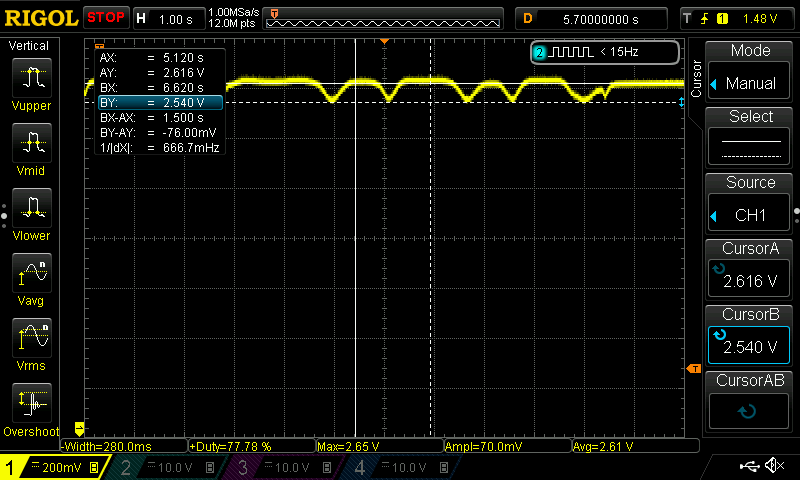 RIGOL STOP H 1.00 s 1.00MSa/s D 5.70000000 s T 1 1.48 V
12.0M pts
T
Vertical
Vupper
Vmid
Vlower
Vavg
n
Vrms
n
Overshoot
AX: = 5.120 s
AY: = 2.616 V
BX: = 6.620 s
BY: = 2.540 V
BX-AX: = 1.500 s
BY-AY: = -76.00mV
1/|dX|: = 666.7mHz
2 < 15Hz
T
Cursor
Mode
Manual
Select
Source
CH1
CursorA
2.616 V
CursorB
2.540 V
CursorAB
-Width=280.0ms +Duty=77.78 % Max=2.65 V Ampl=70.0mV Avg=2.61 V
1 200mV B 2 10.0 V B 3 10.0 V B 4 10.0 V B